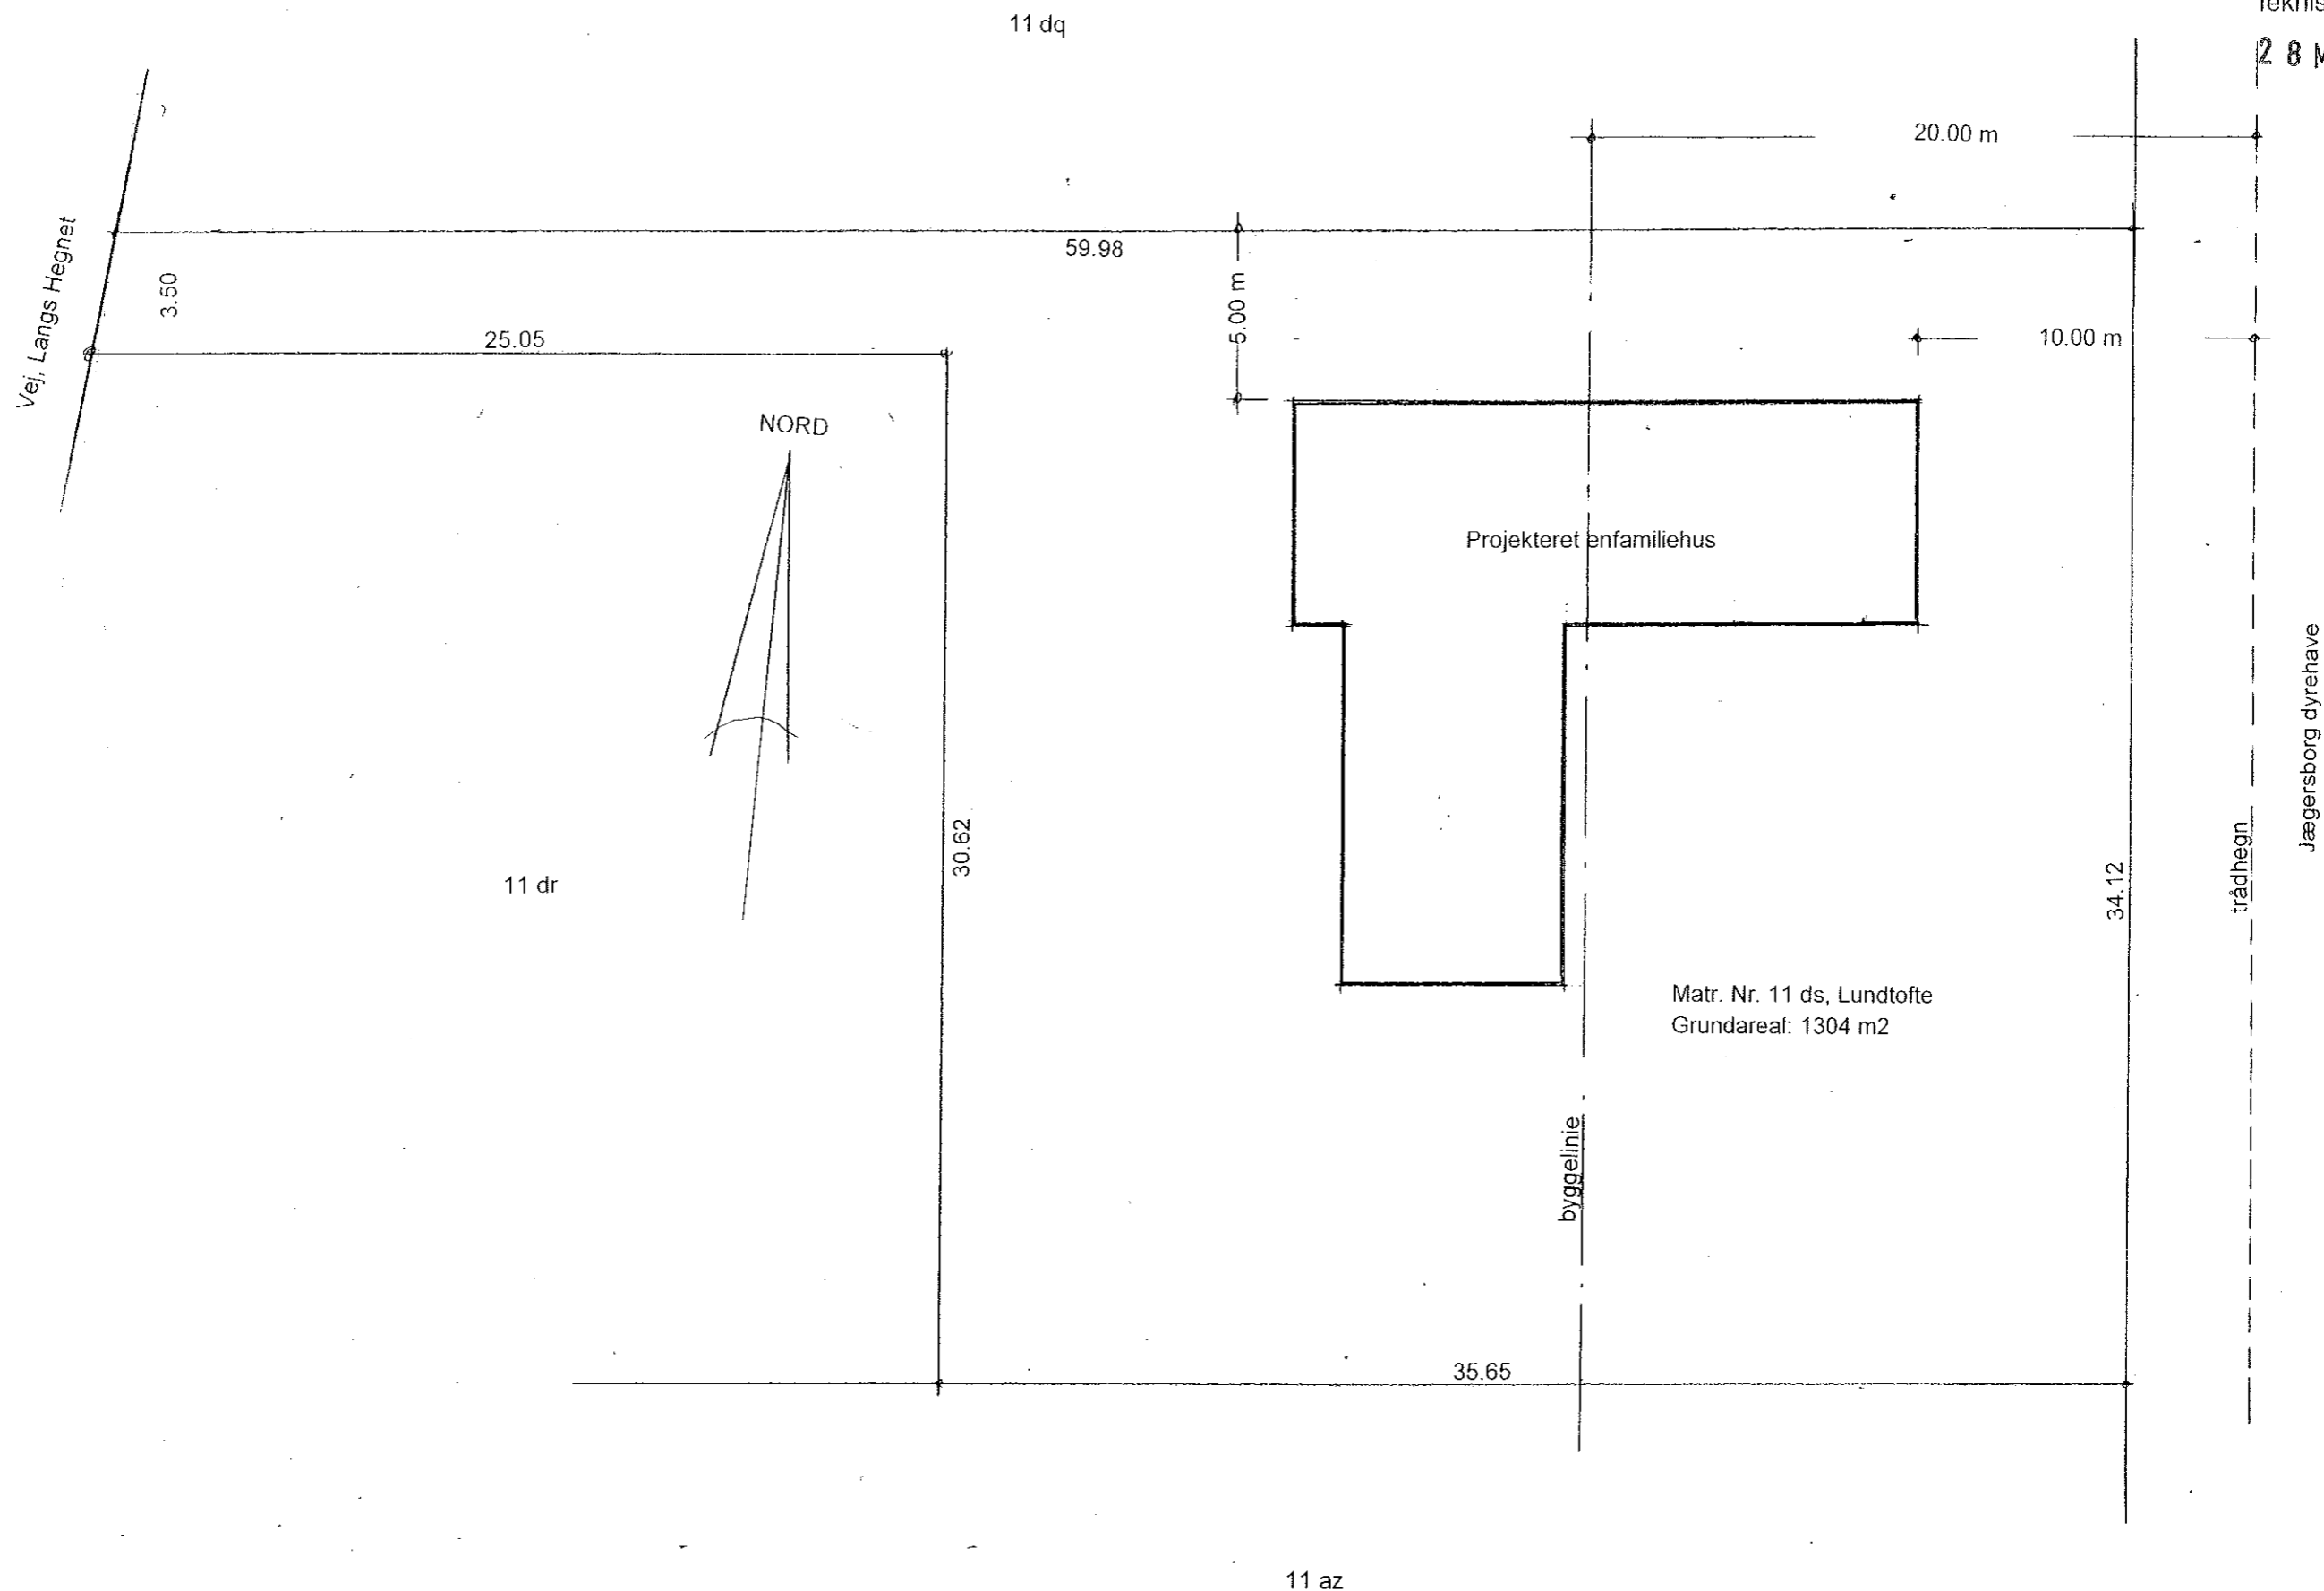 11 dq
2 8
20.00 m
59.98
Vej, Langs Hegnet
3.50
5.00 m
25.05
10.00 m
NORD
Projekteret enfamiliehus
Jægersborg dyrehave
30.62
trådhegn
34.12
11 dr
Matr. Nr. 11 ds, Lundtofte
Grundareal: 1304 m2
byggelinie
35.65
11 az